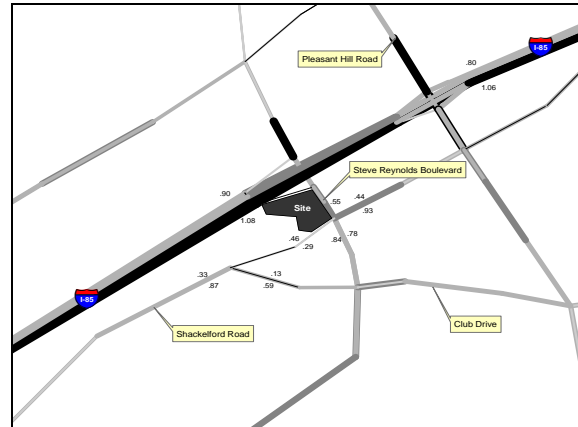 I-85
.80
Pleasant Hill Road
1.06
Steve Reynolds Boulevard
.90
.44
.55
Site
.93
1.08
.78
.46
.84
.29
.33
.13
.87
.59
I-85
Club Drive
Shackelford Road